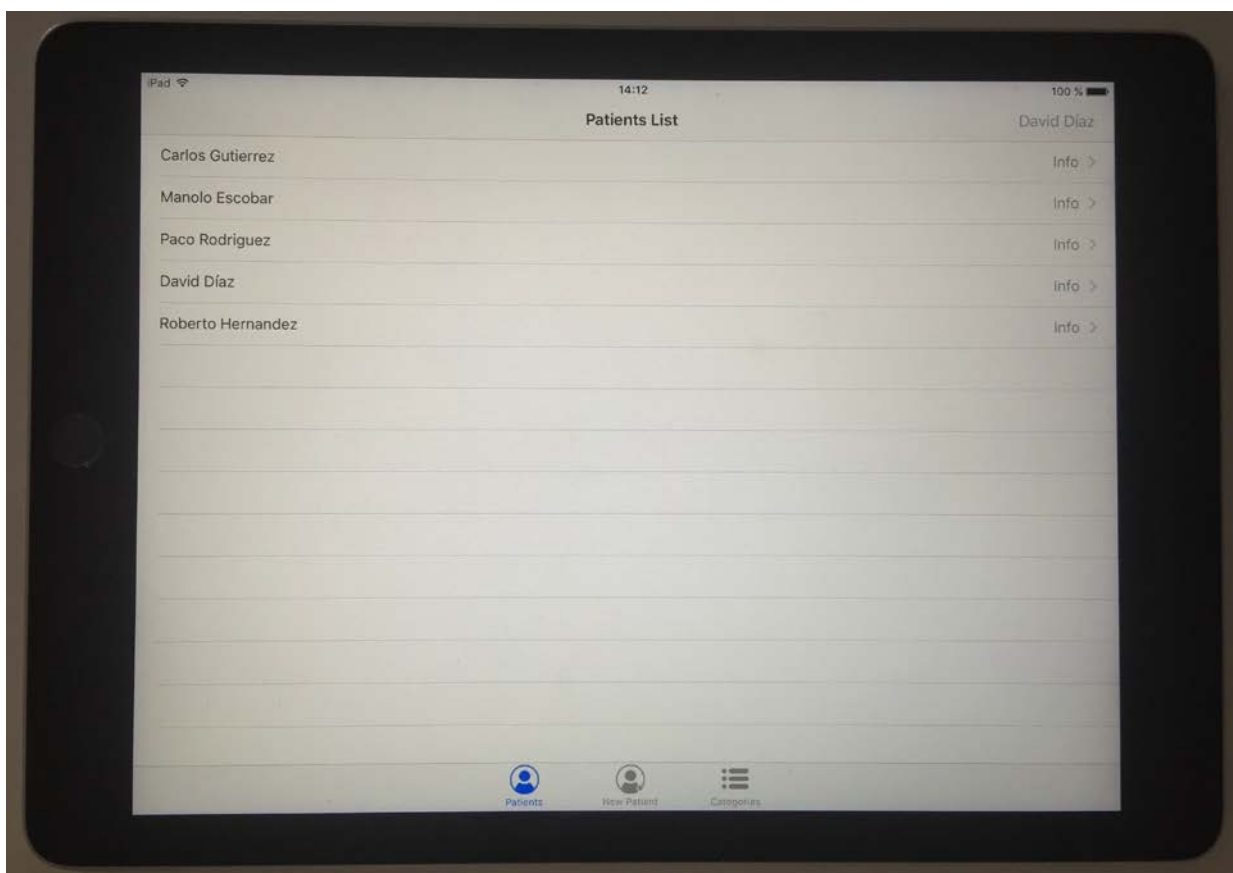 iPad
14:12
100 %
Patients List
David Díaz
Carlos Gutierrez
Info >
Manolo Escobar
Info >
Paco Rodriguez
Info >
David Díaz
Info >
Roberto Hernandez
Info >
Patients
New Patient
Categories